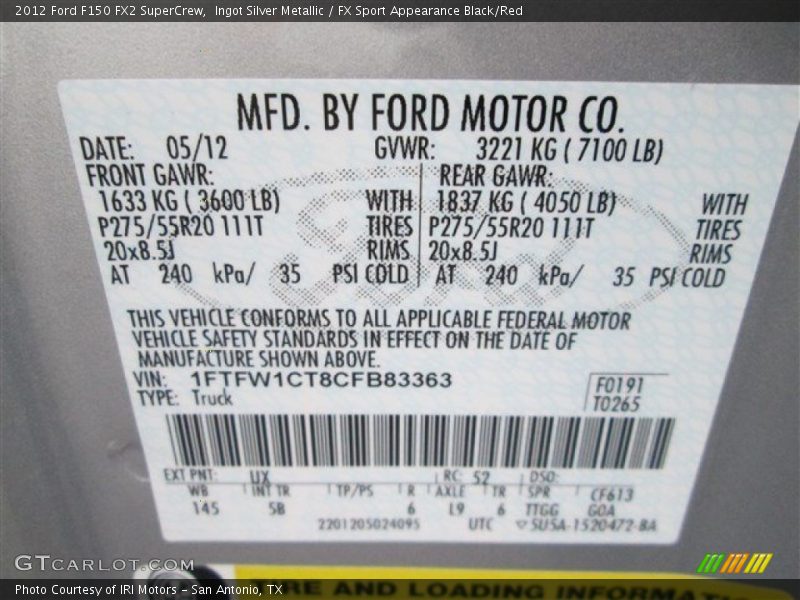 2012 Ford F150 FX2 SuperCrew, Ingot Silver Metallic / FX Sport Appearance Black/Red
MFD. BY FORD MOTOR CO.
DATE: 05/12 GVWR: 3221 KG ( 7100 LB)
FRONT GAWR: REAR GAWR:
1633 KG ( 3600 LB) WITH 1837 KG ( 4050 LB) WITH
P275/55R20 111T TIRES P275/55R20 111T TIRES
20x8.5J RIMS 20x8.5J RIMS
AT 240 kPa/ 35 PSI COLD AT 240 kPa/ 35 PSI COLD
THIS VEHICLE CONFORMS TO ALL APPLICABLE FEDERAL MOTOR
VEHICLE SAFETY STANDARDS IN EFFECT ON THE DATE OF
MANUFACTURE SHOWN ABOVE.
VIN: 1FTFW1CT8CFB83363 F0191
TYPE: Truck T0265
EXT PNT: UX RC: 52 DSO:
WB INT TR TP/PS R AXLE TR SPR CF613
145 5B 6 L9 6 TTGG GOA
2201205024095 UTC ▽5U5A-1520472-BA
GTCARLOT.COM
TIRE AND LOADING INFORMATION
Photo Courtesy of IRI Motors – San Antonio, TX